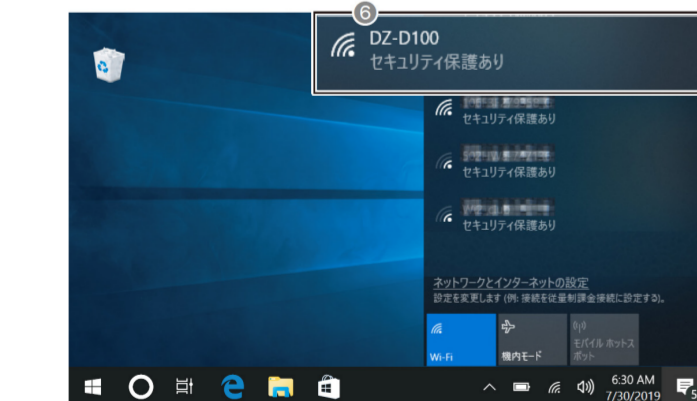 6
DZ-D100
セキュリティ保護あり
セキュリティ保護あり
セキュリティ保護あり
セキュリティ保護あり
ネットワークとインターネットの設定
設定を変更します (例: 接続を従量制課金接続に設定する)。
Wi-Fi
機内モード
モバイル ホットス
ポット
6:30 AM
7/30/2019
5